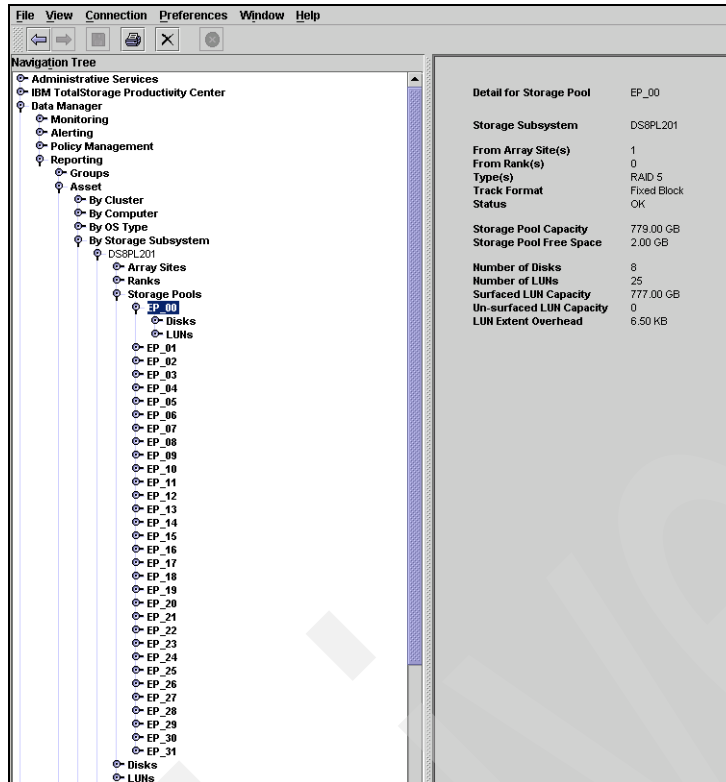 File View Connection Preferences Window Help
Navigation Tree
Administrative Services
IBM TotalStorage Productivity Center
Data Manager
Monitoring
Alerting
Policy Management
Reporting
Groups
Asset
By Cluster
By Computer
By OS Type
By Storage Subsystem
DS8PL201
Array Sites
Ranks
Storage Pools
EP_00
Disks
LUNs
EP_01
EP_02
EP_03
EP_04
EP_05
EP_06
EP_07
EP_08
EP_09
EP_10
EP_11
EP_12
EP_13
EP_14
EP_15
EP_16
EP_17
EP_18
EP_19
EP_20
EP_21
EP_22
EP_23
EP_24
EP_25
EP_26
EP_27
EP_28
EP_29
EP_30
EP_31
Disks
LUNs
Detail for Storage Pool EP_00
Storage Subsystem DS8PL201
From Array Site(s) 1
From Rank(s) 0
Type(s) RAID 5
Track Format Fixed Block
Status OK
Storage Pool Capacity 779.00 GB
Storage Pool Free Space 2.00 GB
Number of Disks 8
Number of LUNs 25
Surfaced LUN Capacity 777.00 GB
Un-surfaced LUN Capacity 0
LUN Extent Overhead 6.50 KB